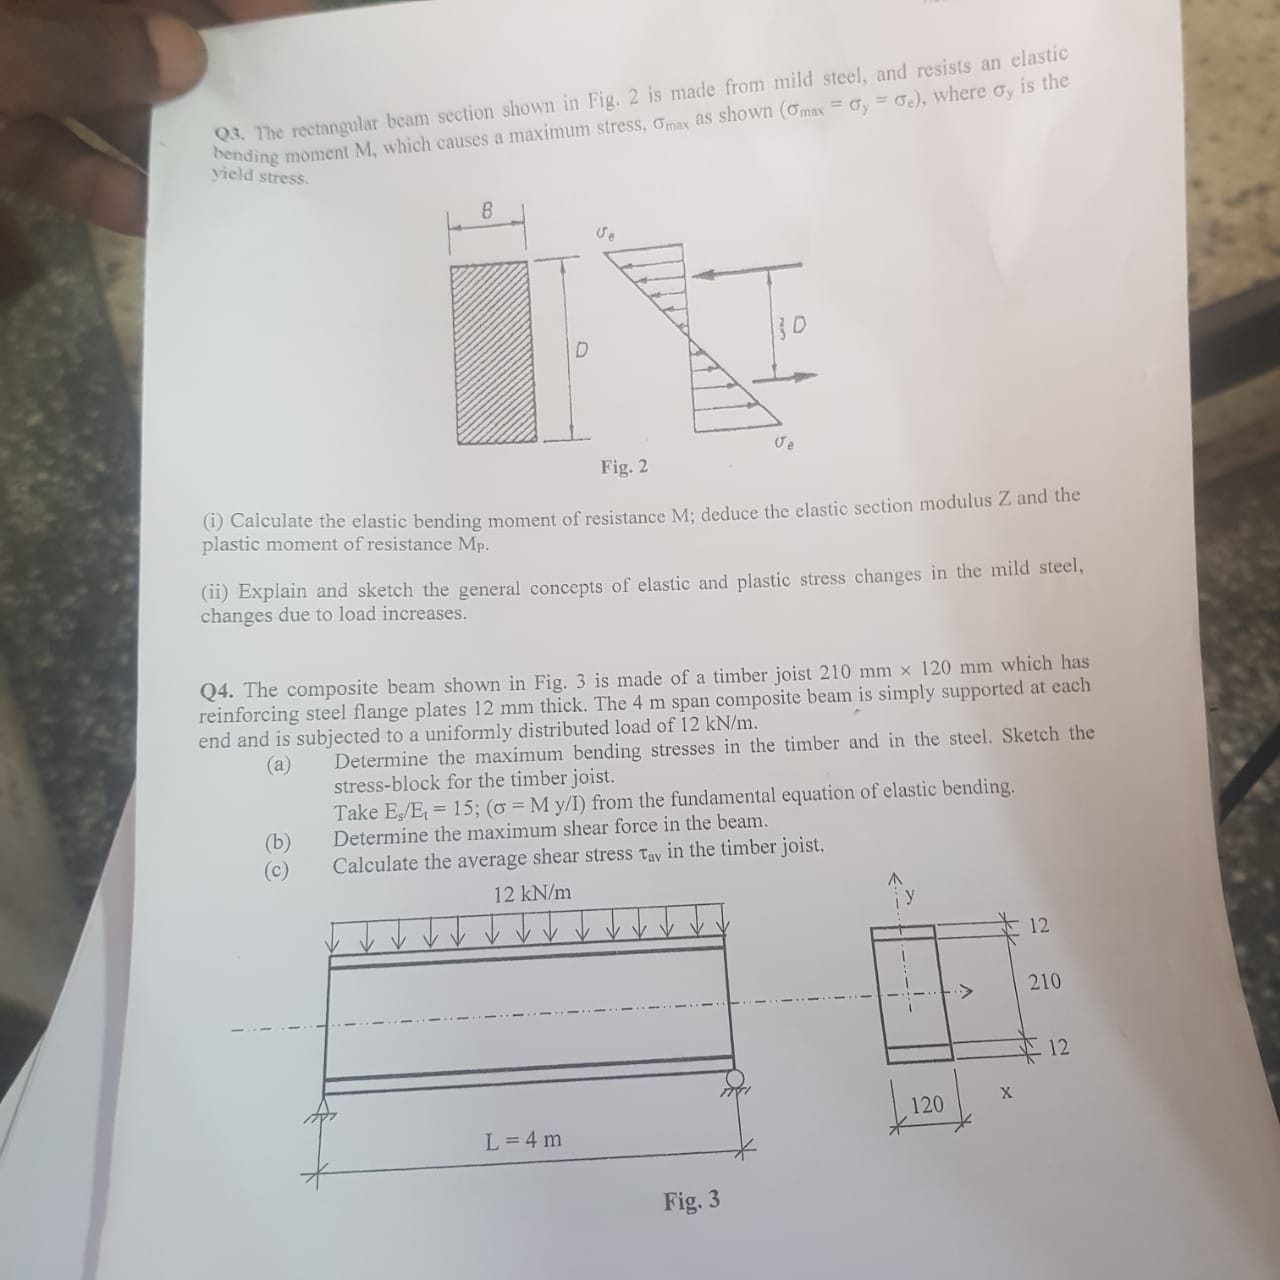 Q3. The rectangular beam section shown in Fig. 2 is made from mild steel, and resists an elastic
bending moment M, which causes a maximum stress, σmax as shown (σmax = σy = σe), where σy is the
yield stress.
B
σe
D
2/3 D
σe
Fig. 2
(i) Calculate the elastic bending moment of resistance M; deduce the elastic section modulus Z and the
plastic moment of resistance MP.
(ii) Explain and sketch the general concepts of elastic and plastic stress changes in the mild steel,
changes due to load increases.
Q4. The composite beam shown in Fig. 3 is made of a timber joist 210 mm × 120 mm which has
reinforcing steel flange plates 12 mm thick. The 4 m span composite beam is simply supported at each
end and is subjected to a uniformly distributed load of 12 kN/m.
(a) Determine the maximum bending stresses in the timber and in the steel. Sketch the
stress-block for the timber joist.
Take Es/Et = 15; (σ = M y/I) from the fundamental equation of elastic bending.
(b) Determine the maximum shear force in the beam.
(c) Calculate the average shear stress τav in the timber joist.
12 kN/m
y
12
210
12
x
120
L = 4 m
Fig. 3